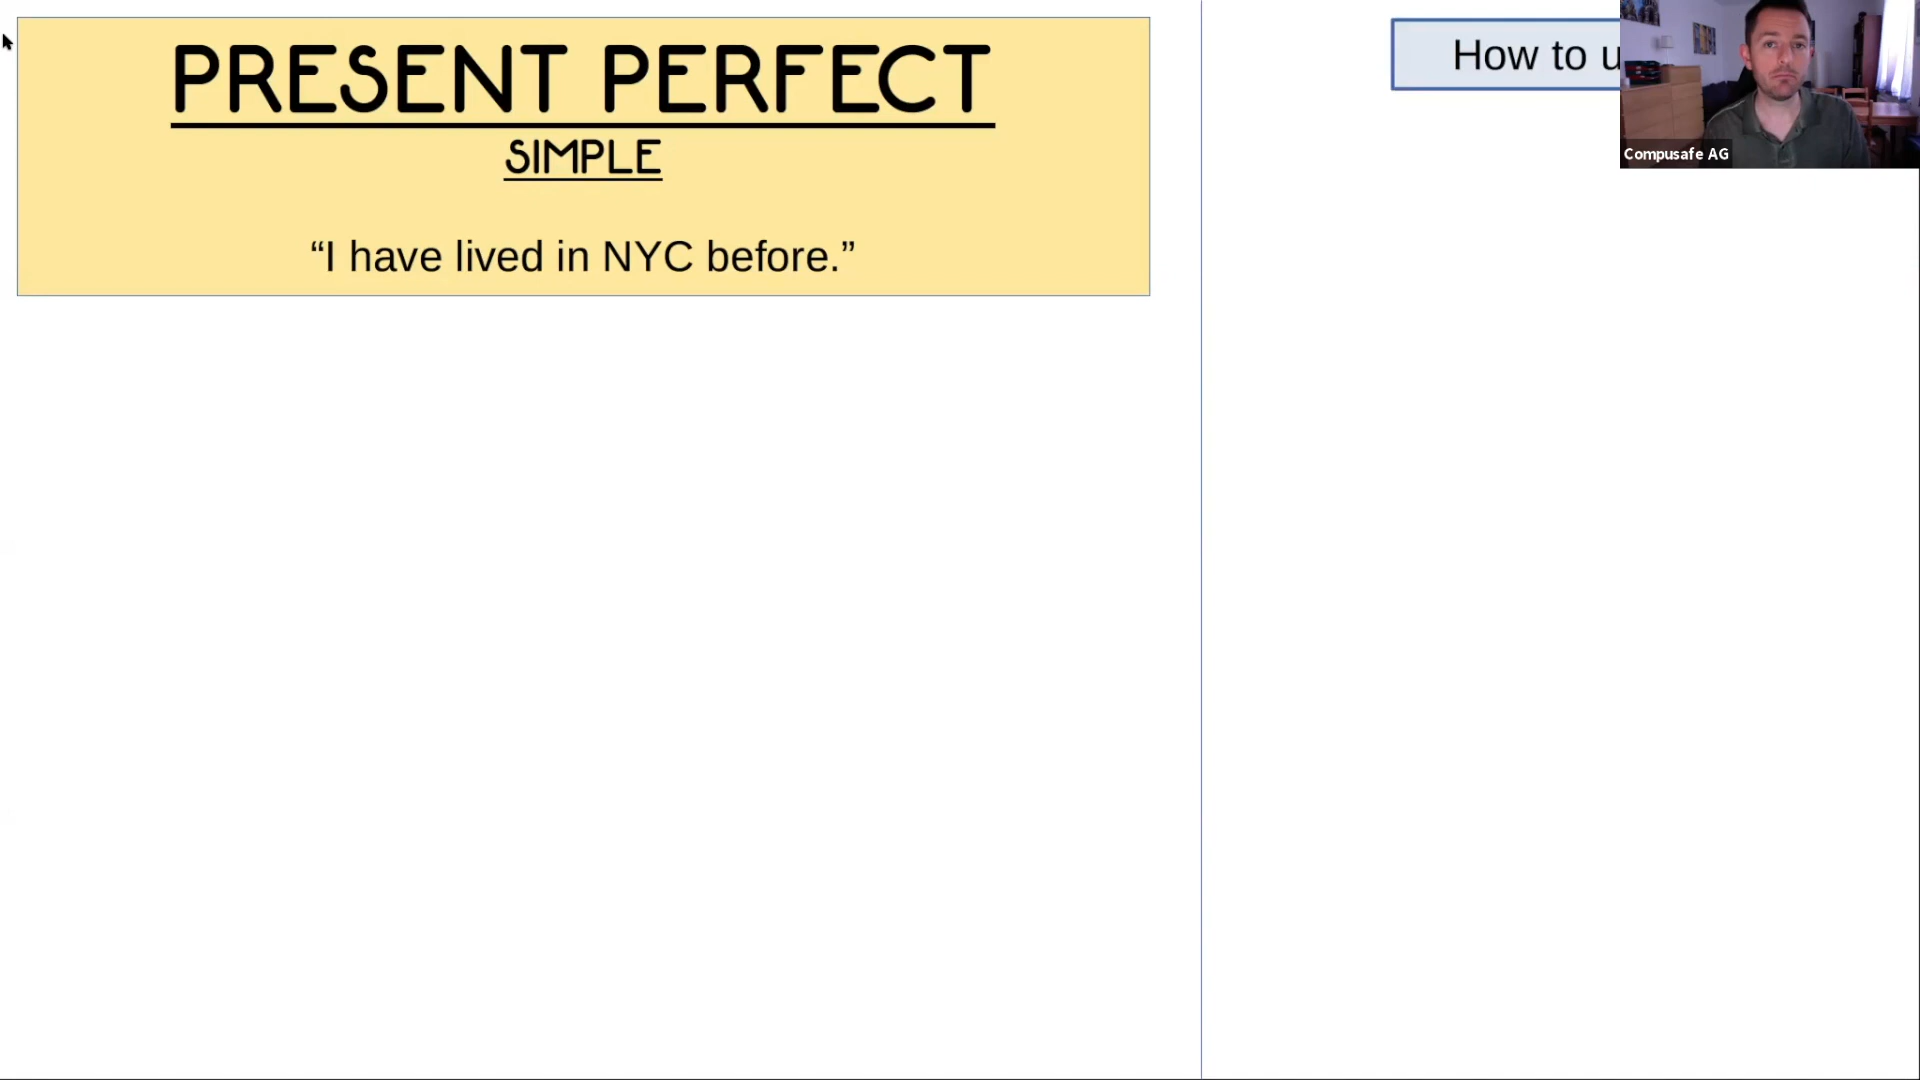 PRESENT PERFECT
SIMPLE
“I have lived in NYC before.”
How to
Compusafe AG